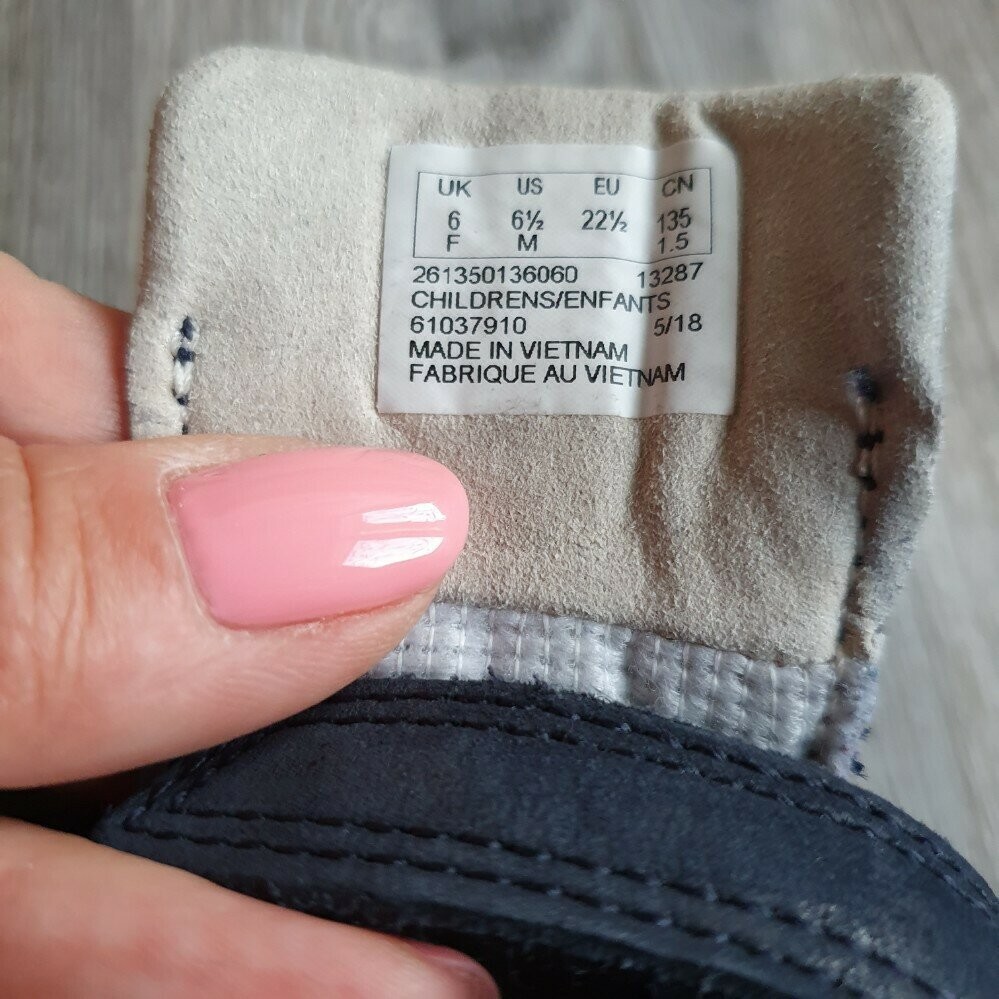 UK US EU CN
6 6½ 22½ 135
F M 1.5
261350136060 13287
CHILDRENS/ENFANTS
61037910 5/18
MADE IN VIETNAM
FABRIQUE AU VIETNAM